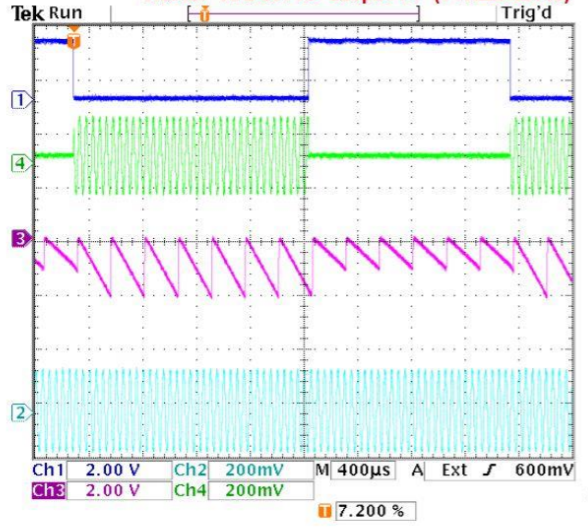 Tek Run Trig'd
T
T
1
4
3
2
Ch1 2.00 V Ch2 200mV M 400µs A Ext ƒ 600mV
Ch3 2.00 V Ch4 200mV
T 7.200 %